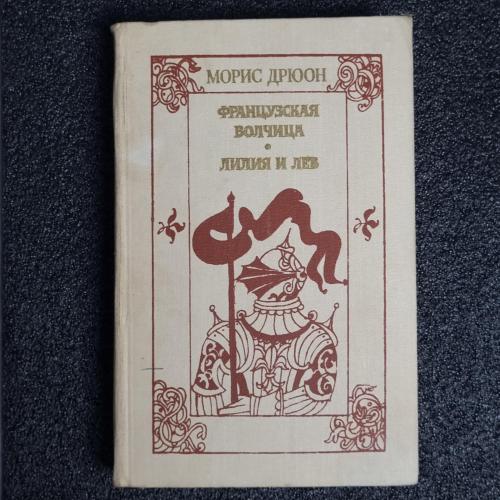 МОРИС ДРЮОН
ФРАНЦУЗСКАЯ
ВОЛЧИЦА
•
ЛИЛИЯ И ЛЕВ